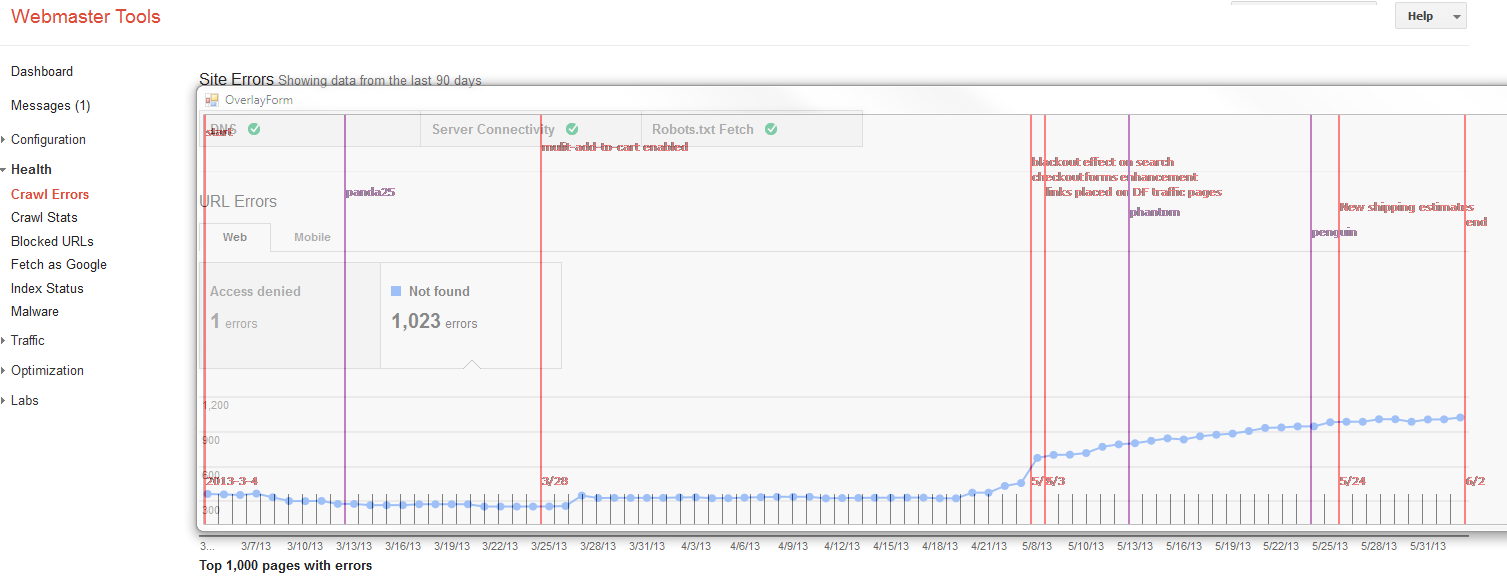 Webmaster Tools
Help
Dashboard
Messages (1)
Configuration
Health
Crawl Errors
Crawl Stats
Blocked URLs
Fetch as Google
Index Status
Malware
Traffic
Optimization
Labs
Site Errors Showing data from the last 90 days
OverlayForm
DNS Server Connectivity Robots.txt Fetch
start
mulit-add-to-cart enabled
blackout effect on search
checkoutforms enhancement
panda25
links placed on DF traffic pages
URL Errors
New shipping estimates
phantom
end
penguin
Web Mobile
Access denied Not found
1 errors 1,023 errors
1,200
900
600
2013-3-4 3/28 5/3 5/24 6/2
300
3... 3/7/13 3/10/13 3/13/13 3/16/13 3/19/13 3/22/13 3/25/13 3/28/13 3/31/13 4/3/13 4/6/13 4/9/13 4/12/13 4/15/13 4/18/13 4/21/13 5/8/13 5/10/13 5/13/13 5/16/13 5/19/13 5/22/13 5/25/13 5/28/13 5/31/13
Top 1,000 pages with errors